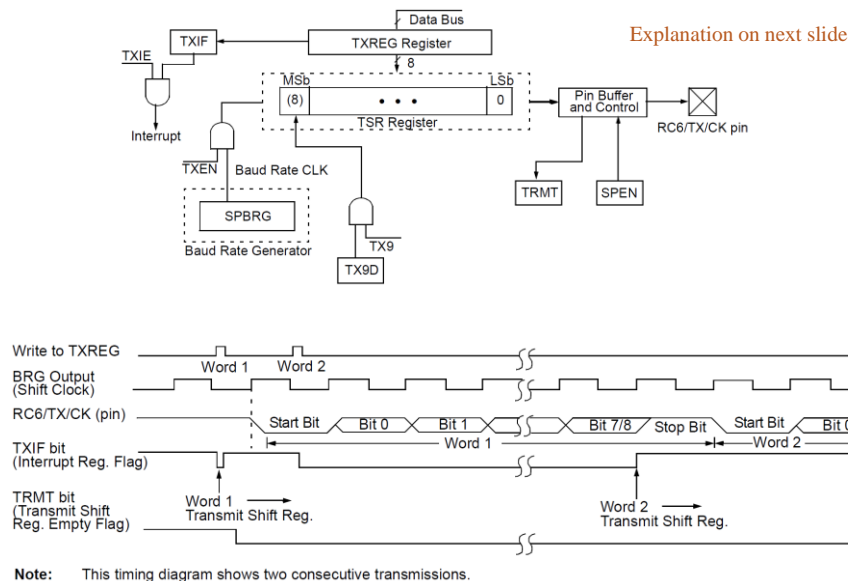 Data Bus
TXIF
TXREG Register
Explanation on next slide
TXIE
8
MSb
LSb
(8)
• • •
0
Pin Buffer
and Control
TSR Register
Interrupt
RC6/TX/CK pin
TXEN
Baud Rate CLK
TRMT
SPEN
SPBRG
Baud Rate Generator
TX9
TX9D
Write to TXREG
Word 1
Word 2
BRG Output
(Shift Clock)
RC6/TX/CK (pin)
Start Bit
Bit 0
Bit 1
Bit 7/8
Stop Bit
Start Bit
Word 1
Word 2
TXIF bit
(Interrupt Reg. Flag)
TRMT bit
(Transmit Shift
Reg. Empty Flag)
Word 1
Transmit Shift Reg.
Word 2
Transmit Shift Reg.
Note: This timing diagram shows two consecutive transmissions.